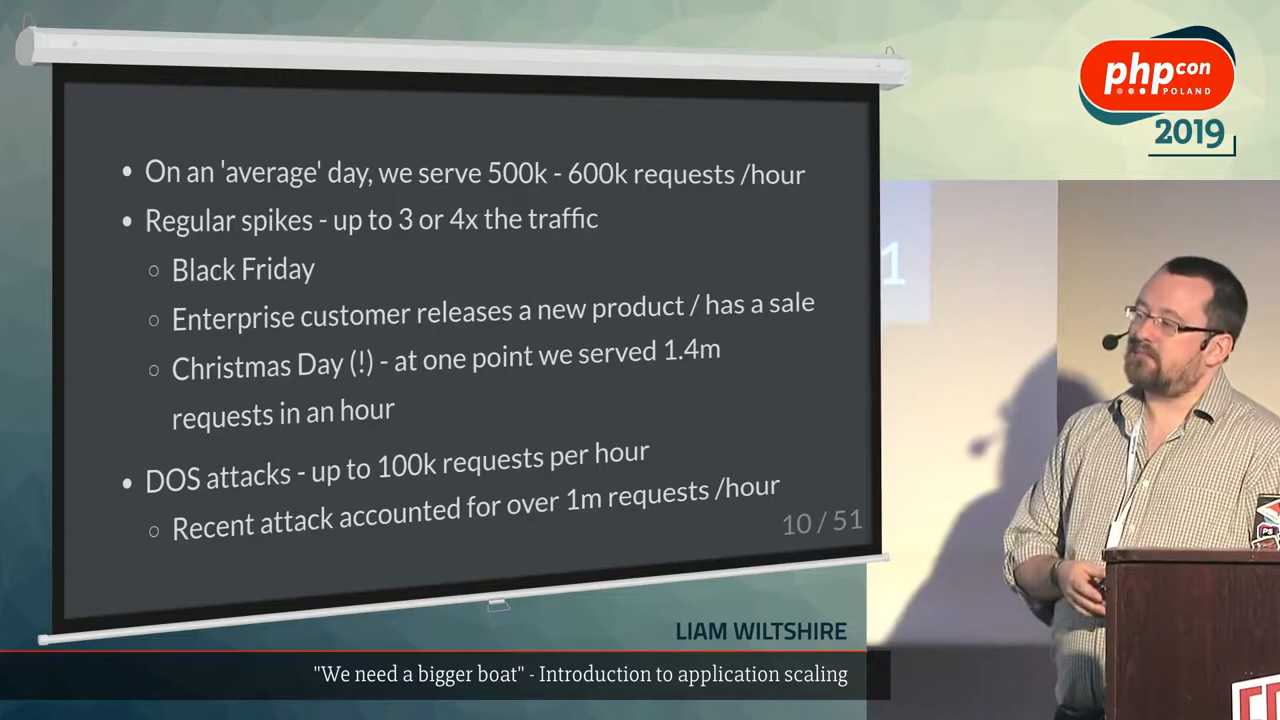 phpcon
POLAND
2019
• On an 'average' day, we serve 500k - 600k requests /hour
• Regular spikes - up to 3 or 4x the traffic
○ Black Friday
○ Enterprise customer releases a new product / has a sale
○ Christmas Day (!) - at one point we served 1.4m
requests in an hour
• DOS attacks - up to 100k requests per hour
○ Recent attack accounted for over 1m requests /hour
10 / 51
1
LIAM WILTSHIRE
"We need a bigger boat" - Introduction to application scaling